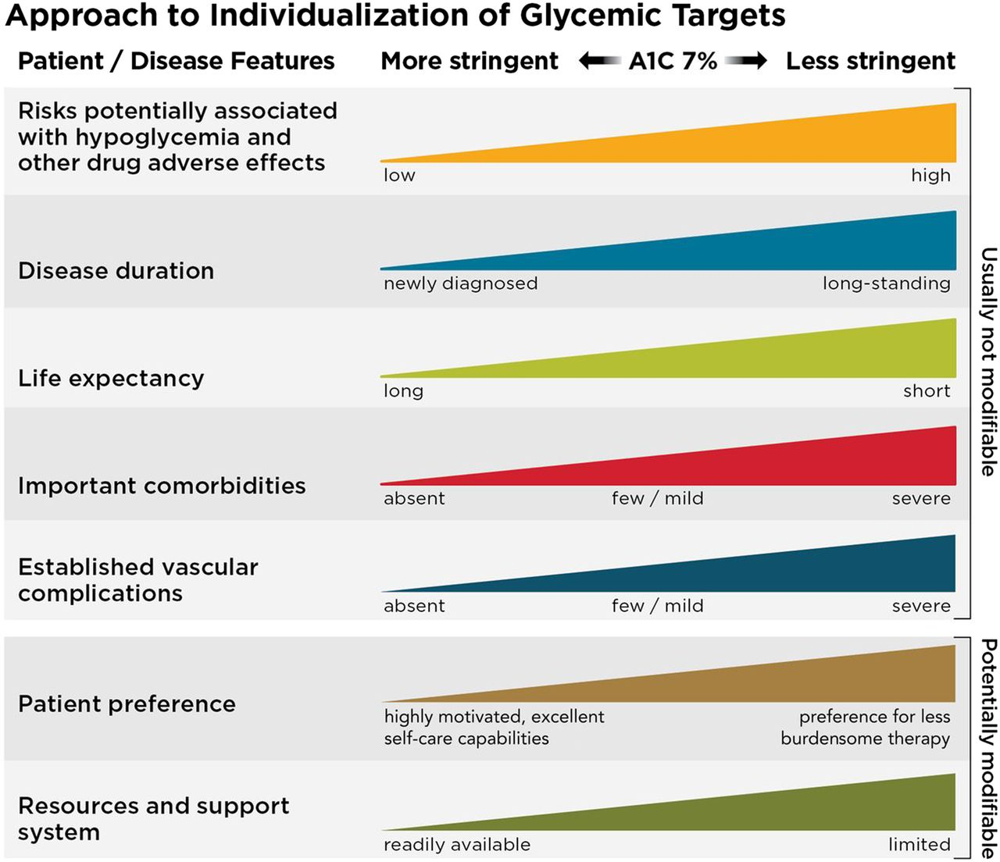 Approach to Individualization of Glycemic Targets
Patient / Disease Features
More stringent
A1C 7%
Less stringent
Risks potentially associated
with hypoglycemia and
other drug adverse effects
low
high
Disease duration
newly diagnosed
long-standing
Life expectancy
long
short
Important comorbidities
absent
few / mild
severe
Established vascular
complications
absent
few / mild
severe
Usually not modifiable
Patient preference
highly motivated, excellent
self-care capabilities
preference for less
burdensome therapy
Resources and support
system
readily available
limited
Potentially modifiable